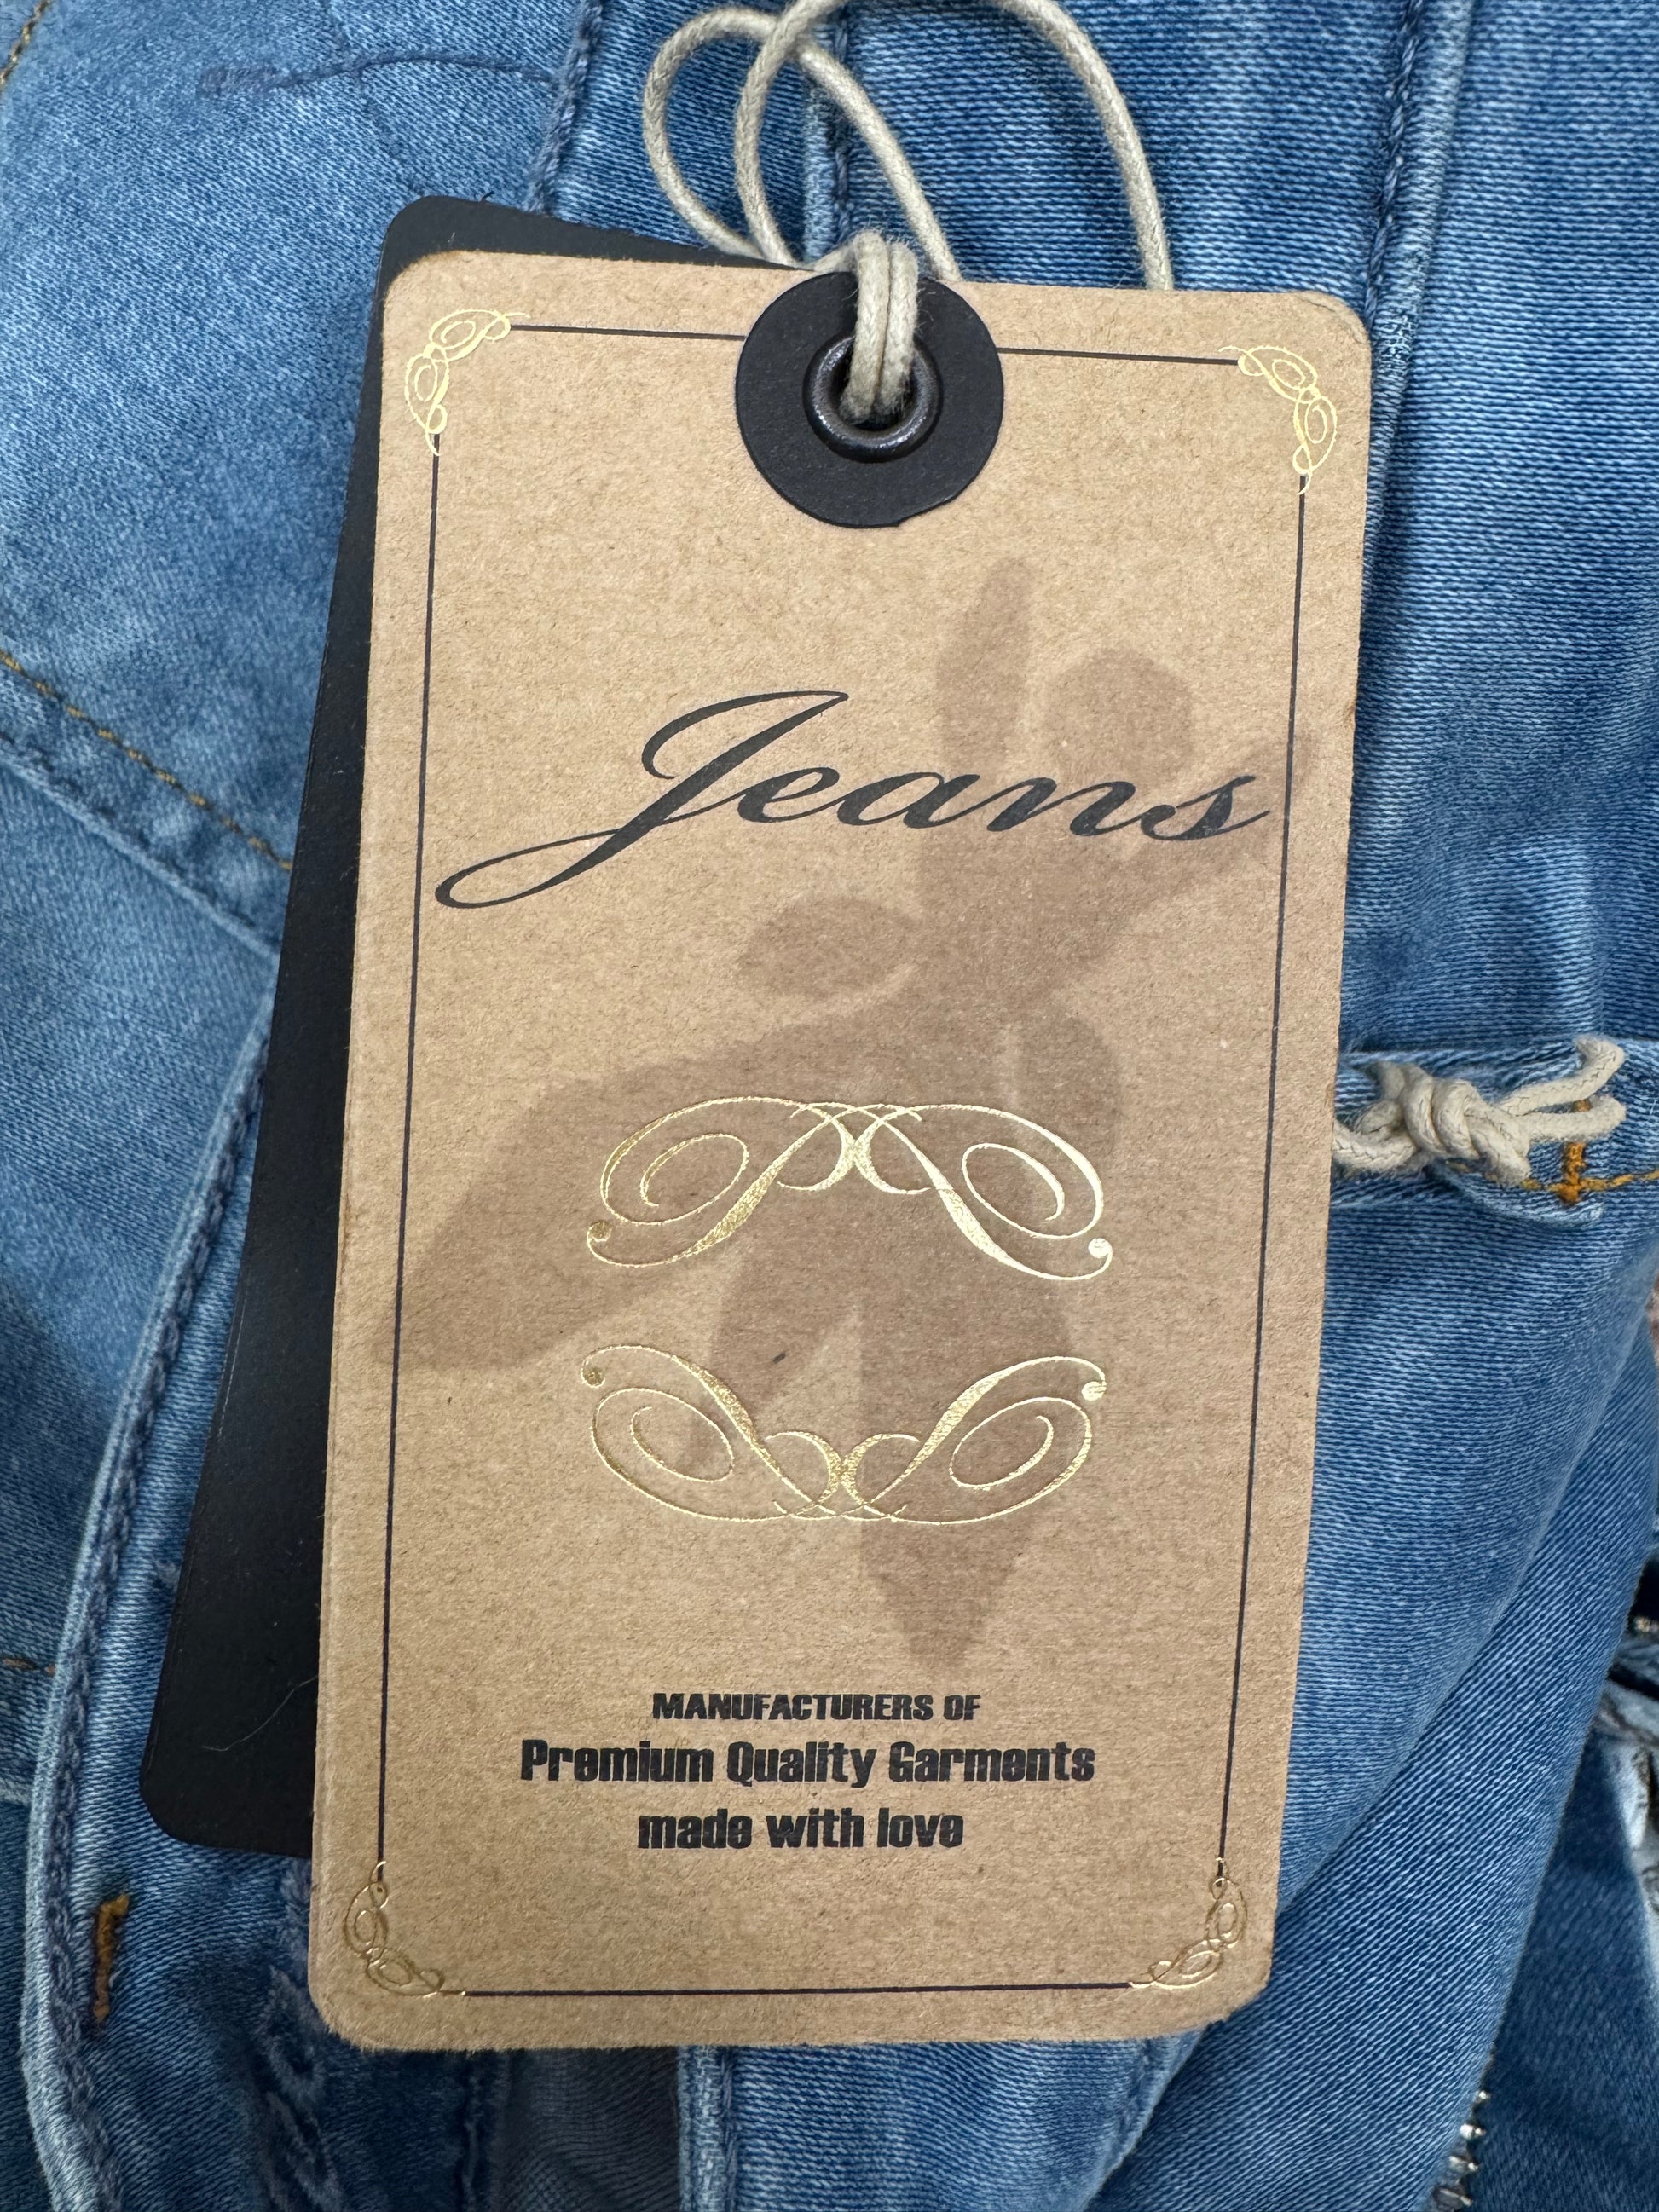 Jeans
MANUFACTURERS OF
Premium Quality Garments
made with love